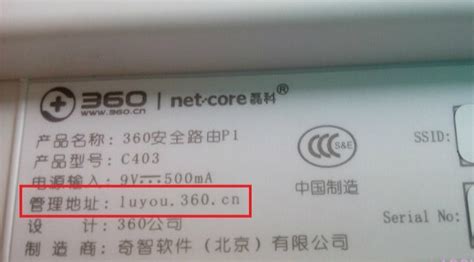 360 | net-core 磊科®
www.360.cn
产品名称: 360安全路由P1
产品型号: C403
电源输入: 9V⎓500mA
管理地址: luyou.360.cn
设 计: 360公司
制 造 商: 奇智软件 (北京) 有限公司
CCC S&E
中国制造
SSID:
Serial No.: